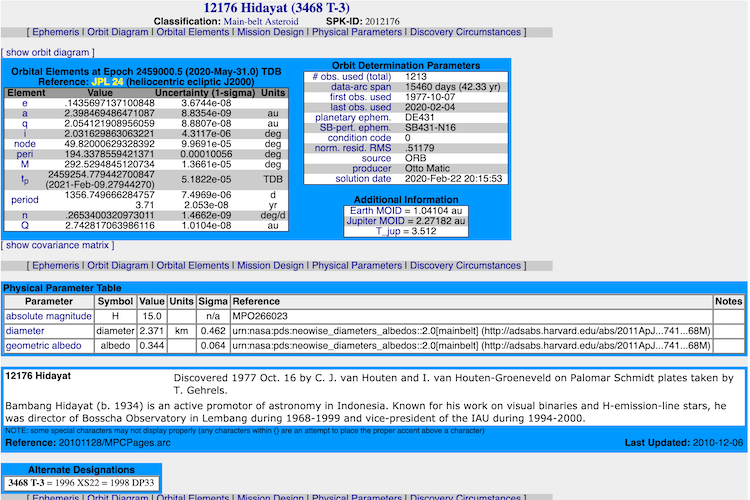 12176 Hidayat (3468 T-3)
Classification: Main-belt Asteroid SPK-ID: 2012176
[ Ephemeris | Orbit Diagram | Orbital Elements | Mission Design | Physical Parameters | Discovery Circumstances ]
[ show orbit diagram ]
Orbital Elements at Epoch 2459000.5 (2020-May-31.0) TDB
Reference: JPL 24 (heliocentric ecliptic J2000)
Element Value Uncertainty (1-sigma) Units
e .1435697137100848 3.6744e-08
a 2.398469486471087 8.8354e-09 au
q 2.054121908956059 8.8807e-08 au
i 2.031629863063221 4.3117e-06 deg
node 49.82000629328392 9.9691e-05 deg
peri 194.3378559421371 0.00010056 deg
M 292.5294845120734 1.3661e-05 deg
tp 2459254.779442700847
(2021-Feb-09.27944270) 5.1822e-05 TDB
period 1356.749666284757 7.4969e-06 d
3.71 2.053e-08 yr
n .2653400320973011 1.4662e-09 deg/d
Q 2.742817063986116 1.0104e-08 au
Orbit Determination Parameters
# obs. used (total) 1213
data-arc span 15460 days (42.33 yr)
first obs. used 1977-10-07
last obs. used 2020-02-04
planetary ephem. DE431
SB-pert. ephem. SB431-N16
condition code 0
norm. resid. RMS .51179
source ORB
producer Otto Matic
solution date 2020-Feb-22 20:15:53
Additional Information
Earth MOID = 1.04104 au
Jupiter MOID = 2.27182 au
T_jup = 3.512
[ show covariance matrix ]
[ Ephemeris | Orbit Diagram | Orbital Elements | Mission Design | Physical Parameters | Discovery Circumstances ]
Physical Parameter Table
Parameter Symbol Value Units Sigma Reference Notes
absolute magnitude H 15.0 n/a MPO266023
diameter diameter 2.371 km 0.462 urn:nasa:pds:neowise_diameters_albedos::2.0[mainbelt] (http://adsabs.harvard.edu/abs/2011ApJ...741...68M)
geometric albedo albedo 0.344 0.064 urn:nasa:pds:neowise_diameters_albedos::2.0[mainbelt] (http://adsabs.harvard.edu/abs/2011ApJ...741...68M)
12176 Hidayat Discovered 1977 Oct. 16 by C. J. van Houten and I. van Houten-Groeneveld on Palomar Schmidt plates taken by
T. Gehrels.
Bambang Hidayat (b. 1934) is an active promotor of astronomy in Indonesia. Known for his work on visual binaries and H-emission-line stars, he
was director of Bosscha Observatory in Lembang during 1968-1999 and vice-president of the IAU during 1994-2000.
NOTE: some special characters may not display properly (any characters within {} are an attempt to place the proper accent above a character)
Reference: 20101128/MPCPages.arc Last Updated: 2010-12-06
Alternate Designations
3468 T-3 = 1996 XS22 = 1998 DP33
[ Ephemeris | Orbit Diagram | Orbital Elements | Mission Design | Physical Parameters | Discovery Circumstances ]